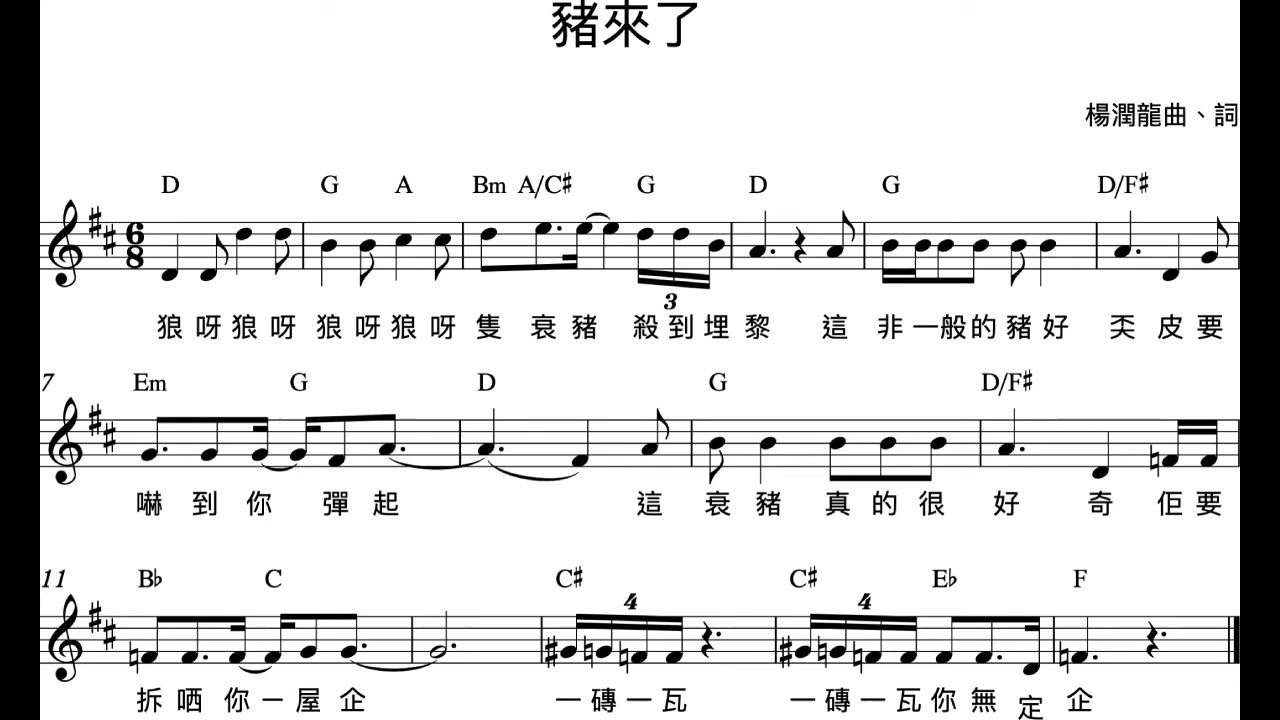 豬來了
楊潤龍曲、詞
D G A Bm A/C♯ G D G D/F♯
6
8
3
狼呀狼呀 狼呀狼呀 隻 衰 豬 殺到埋 黎 這 非一般的豬好 奀 皮要
7 Em G D G D/F♯
嚇 到 你 彈 起 這 衰 豬 真 的 很 好 奇 佢要
11 B♭ C C♯ C♯ E♭ F
4 4
拆 哂 你一屋 企 一磚一瓦 一磚一瓦你無定 企